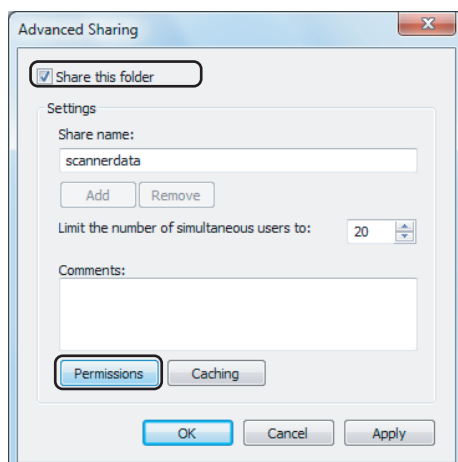 Advanced Sharing
Share this folder
Settings
Share name:
scannerdata
Add Remove
Limit the number of simultaneous users to: 20
Comments:
Permissions Caching
OK Cancel Apply